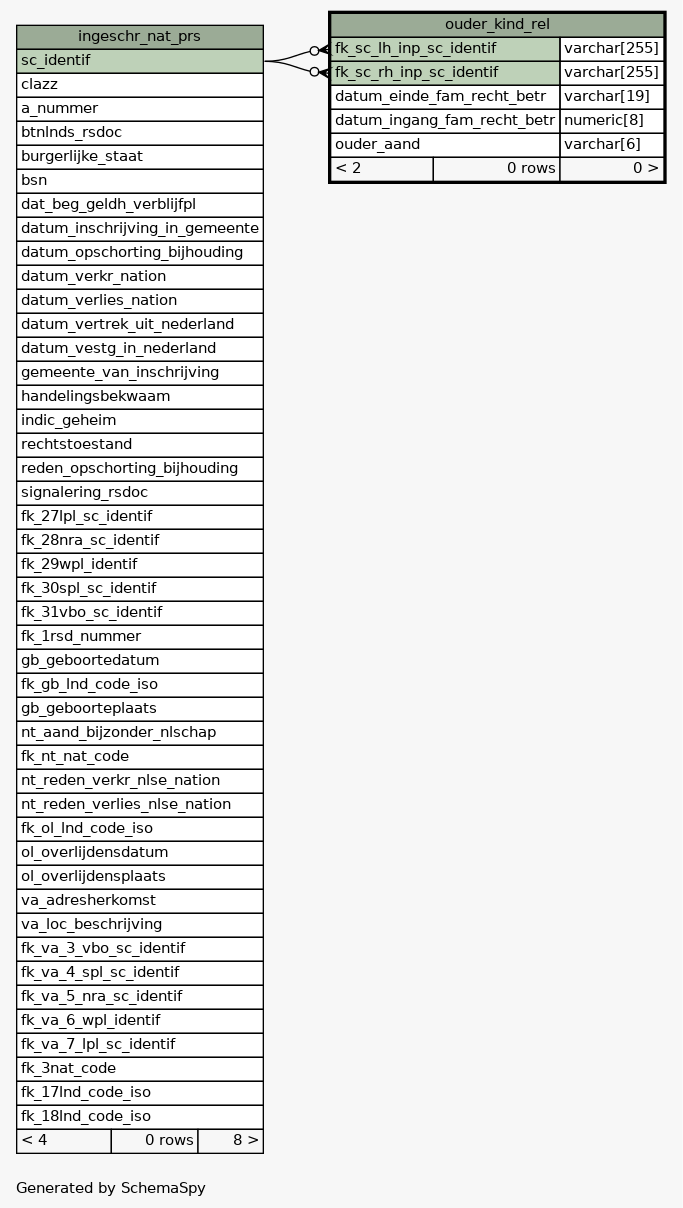 ingeschr_nat_prs
sc_identif
clazz
a_nummer
btnlnds_rsdoc
burgerlijke_staat
bsn
dat_beg_geldh_verblijfpl
datum_inschrijving_in_gemeente
datum_opschorting_bijhouding
datum_verkr_nation
datum_verlies_nation
datum_vertrek_uit_nederland
datum_vestg_in_nederland
gemeente_van_inschrijving
handelingsbekwaam
indic_geheim
rechtstoestand
reden_opschorting_bijhouding
signalering_rsdoc
fk_27lpl_sc_identif
fk_28nra_sc_identif
fk_29wpl_identif
fk_30spl_sc_identif
fk_31vbo_sc_identif
fk_1rsd_nummer
gb_geboortedatum
fk_gb_lnd_code_iso
gb_geboorteplaats
nt_aand_bijzonder_nlschap
fk_nt_nat_code
nt_reden_verkr_nlse_nation
nt_reden_verlies_nlse_nation
fk_ol_lnd_code_iso
ol_overlijdensdatum
ol_overlijdensplaats
va_adresherkomst
va_loc_beschrijving
fk_va_3_vbo_sc_identif
fk_va_4_spl_sc_identif
fk_va_5_nra_sc_identif
fk_va_6_wpl_identif
fk_va_7_lpl_sc_identif
fk_3nat_code
fk_17lnd_code_iso
fk_18lnd_code_iso
< 4 0 rows 8 >
ouder_kind_rel
fk_sc_lh_inp_sc_identif varchar[255]
fk_sc_rh_inp_sc_identif varchar[255]
datum_einde_fam_recht_betr varchar[19]
datum_ingang_fam_recht_betr numeric[8]
ouder_aand varchar[6]
< 2 0 rows 0 >
Generated by SchemaSpy